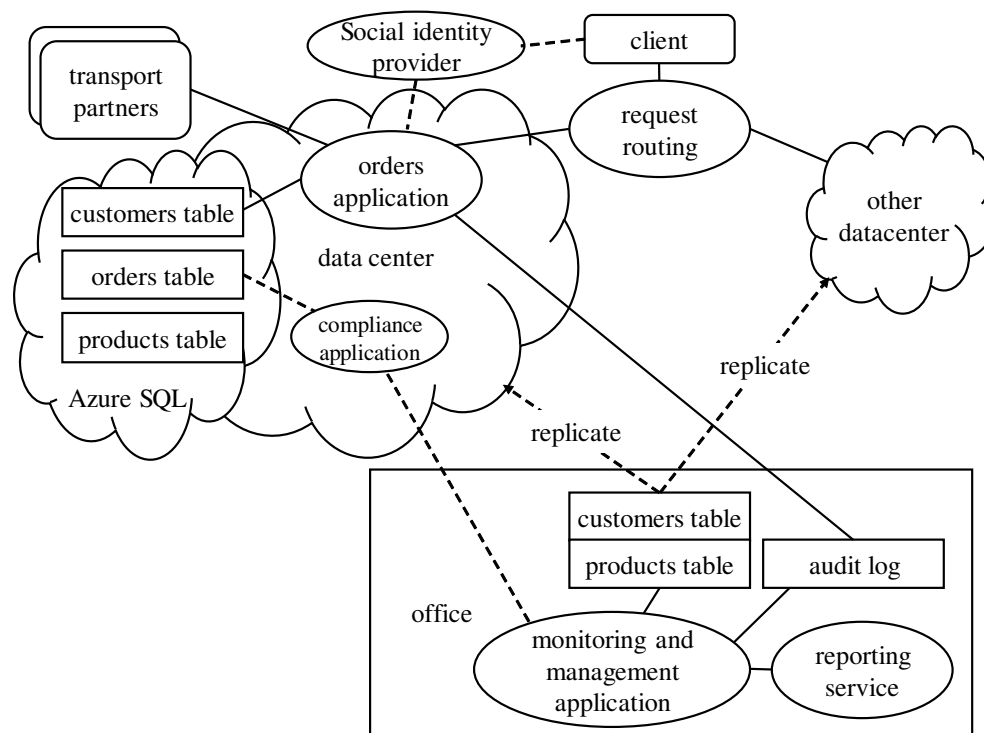 Social identity
provider
client
transport
partners
request
routing
orders
application
customers table
other
datacenter
data center
orders table
compliance
application
products table
Azure SQL
replicate
replicate
customers table
products table
audit log
office
monitoring and
management
application
reporting
service